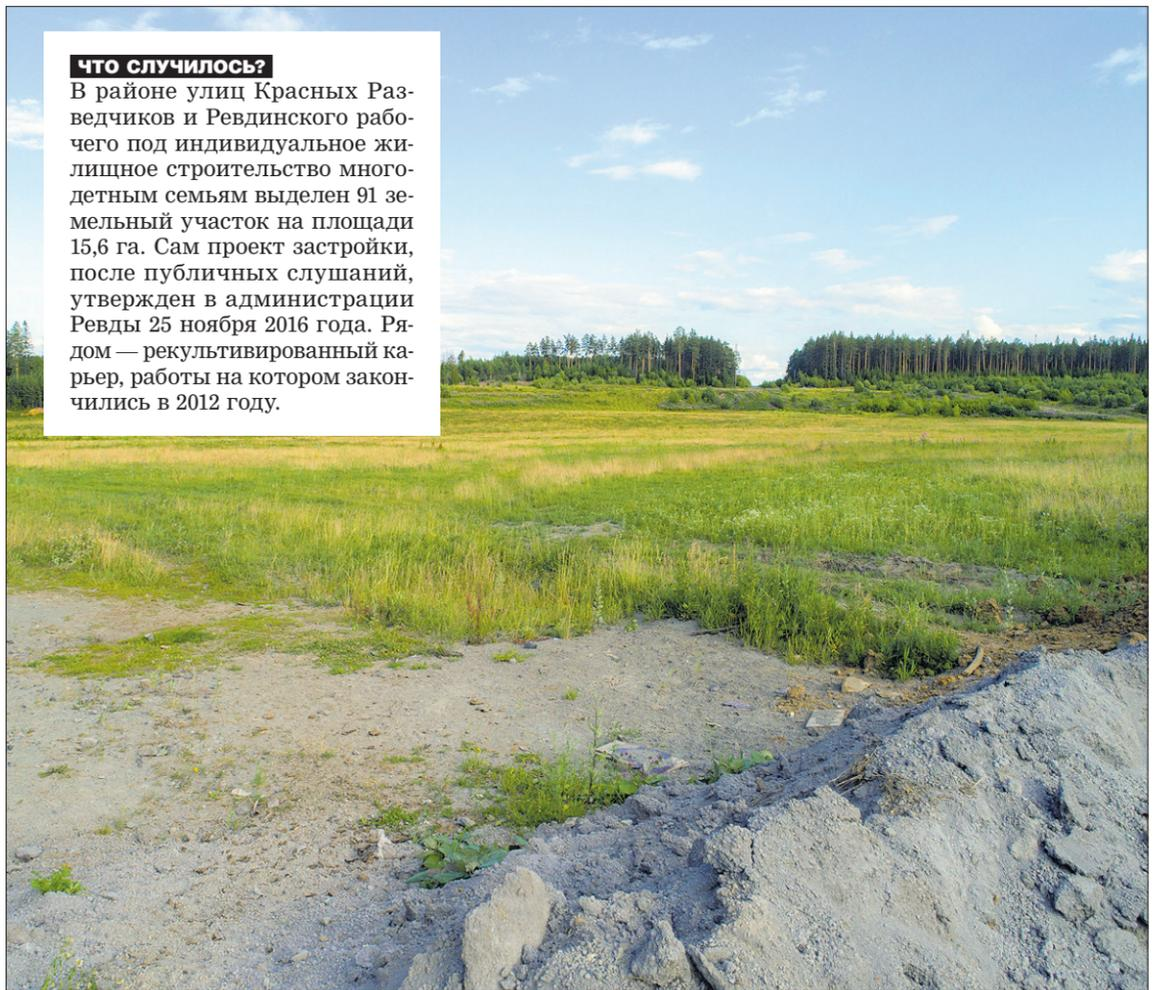 ЧТО СЛУЧИЛОСЬ?
В районе улиц Красных Раз-
ведчиков и Ревдинского рабо-
чего под индивидуальное жи-
лищное строительство много-
детным семьям выделен 91 зе-
мельный участок на площади
15,6 га. Сам проект застройки,
после публичных слушаний,
утвержден в администрации
Ревды 25 ноября 2016 года. Ря-
дом — рекультивированный ка-
рьер, работы на котором закон-
чились в 2012 году.